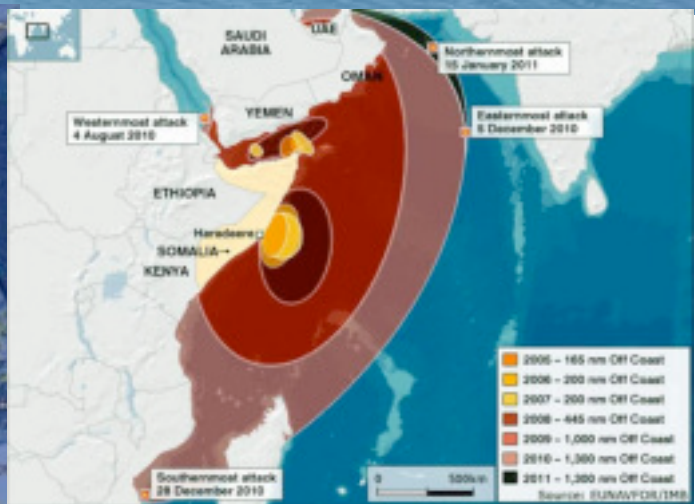 SAUDI
ARABIA
UAE
OMAN
Northernmost attack
15 January 2011
YEMEN
Westernmost attack
4 August 2010
Easternmost attack
5 December 2010
ETHIOPIA
Haradeere
SOMALIA→
KENYA
2005 - 165 nm Off Coast
2006 - 200 nm Off Coast
2007 - 200 nm Off Coast
2008 - 445 nm Off Coast
2009 - 1,000 nm Off Coast
2010 - 1,300 nm Off Coast
2011 - 1,300 nm Off Coast
Southernmost attack
28 December 2010
0 500km
Source: EUNAVFOR/IMB